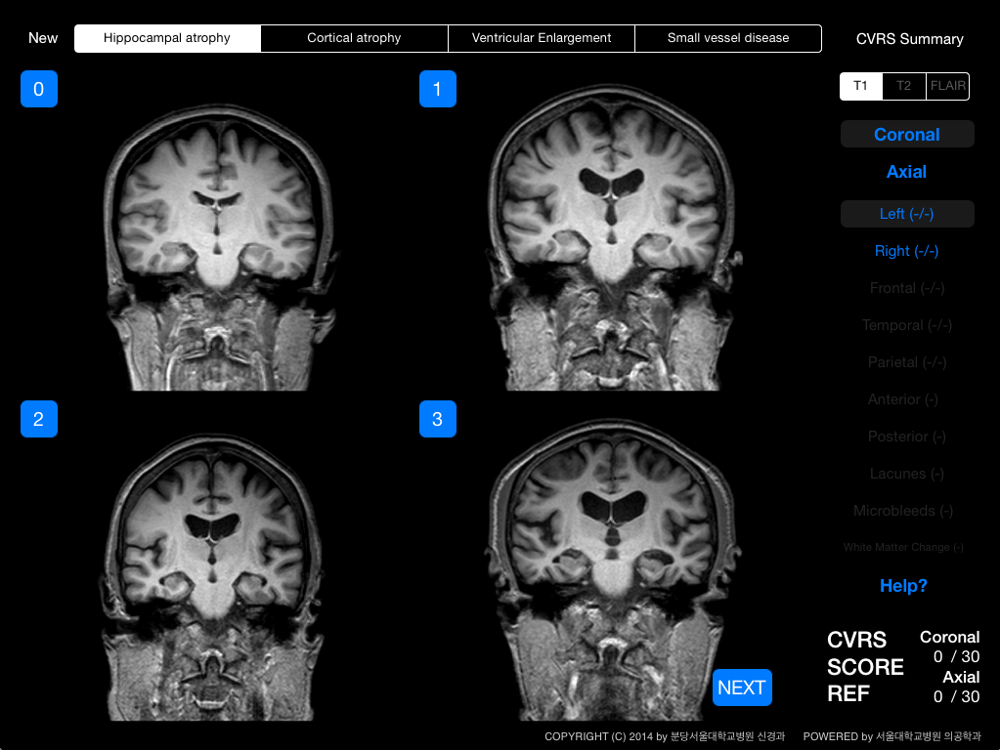 New
Hippocampal atrophy
Cortical atrophy
Ventricular Enlargement
Small vessel disease
CVRS Summary
0
1
2
3
NEXT
T1
T2
FLAIR
Coronal
Axial
Left (-/-)
Right (-/-)
Frontal (-/-)
Temporal (-/-)
Parietal (-/-)
Anterior (-)
Posterior (-)
Lacunes (-)
Microbleeds (-)
White Matter Change (-)
Help?
CVRS
SCORE
REF
Coronal
0 / 30
Axial
0 / 30
COPYRIGHT (C) 2014 by 분당서울대학교병원 신경과
POWERED by 서울대학교병원 의공학과